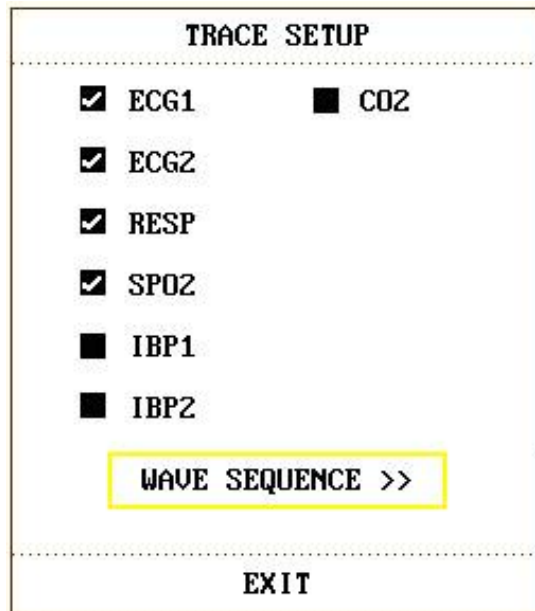 TRACE SETUP
ECG1 CO2
ECG2
RESP
SPO2
IBP1
IBP2
WAVE SEQUENCE >>
EXIT